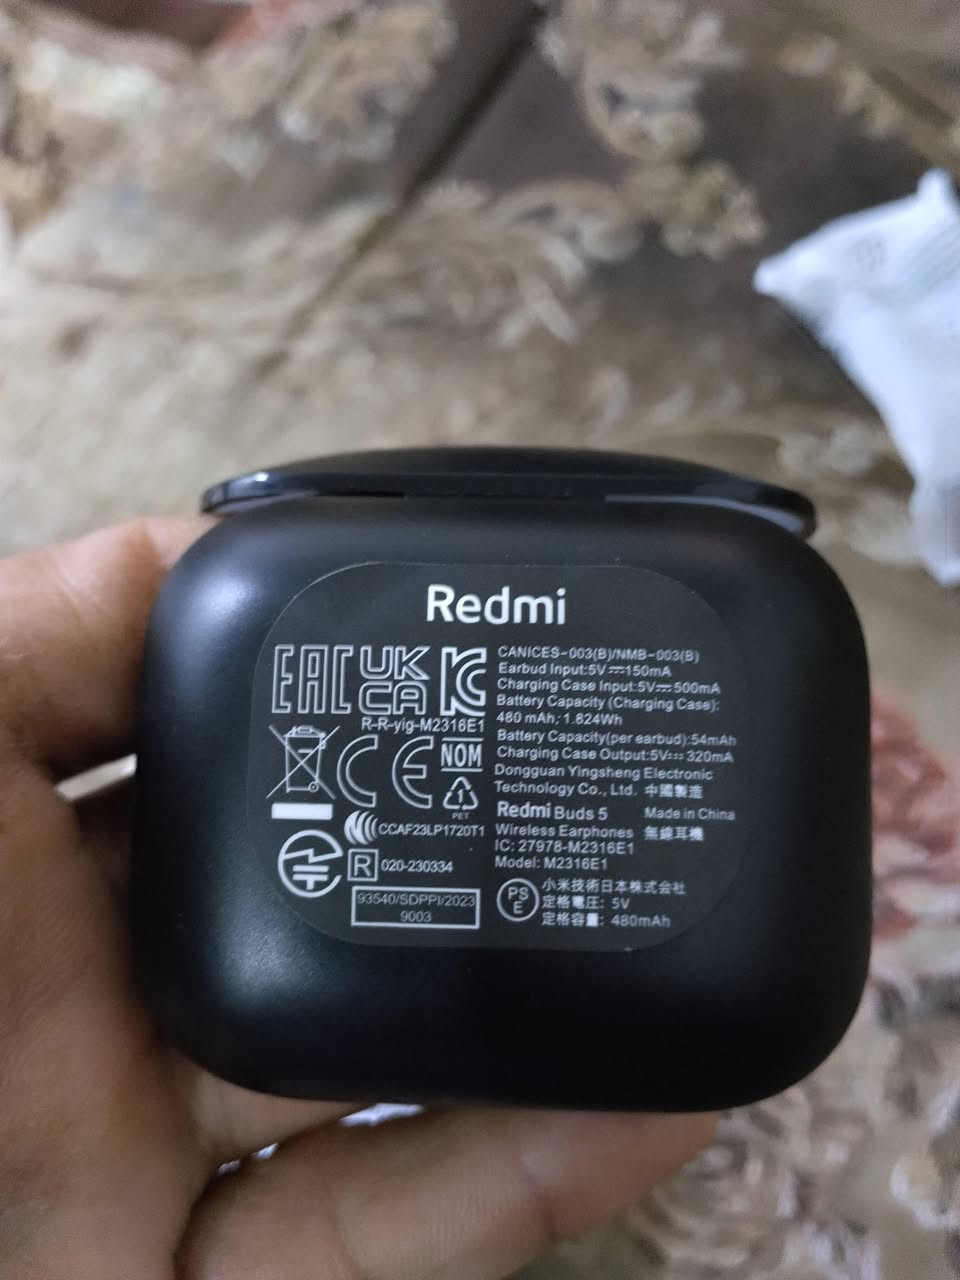 Redmi
EAC UK CA
R-R-yig-M2316E1
CE NOM
1
PET
CCAF23LP1720T1
R 020-230334
93540/SDPPI/2023
9003
CANICES-003(B)/NMB-003(B)
Earbud Input:5V⎓150mA
Charging Case Input:5V⎓500mA
Battery Capacity (Charging Case):
480 mAh; 1.824Wh
Battery Capacity(per earbud):54mAh
Charging Case Output:5V⎓320mA
Dongguan Yingsheng Electronic
Technology Co., Ltd. 中國製造
Redmi Buds 5 Made in China
Wireless Earphones 無線耳機
IC: 27978-M2316E1
Model: M2316E1
PS E
小米技術日本株式会社
定格電圧: 5V
定格容量: 480mAh